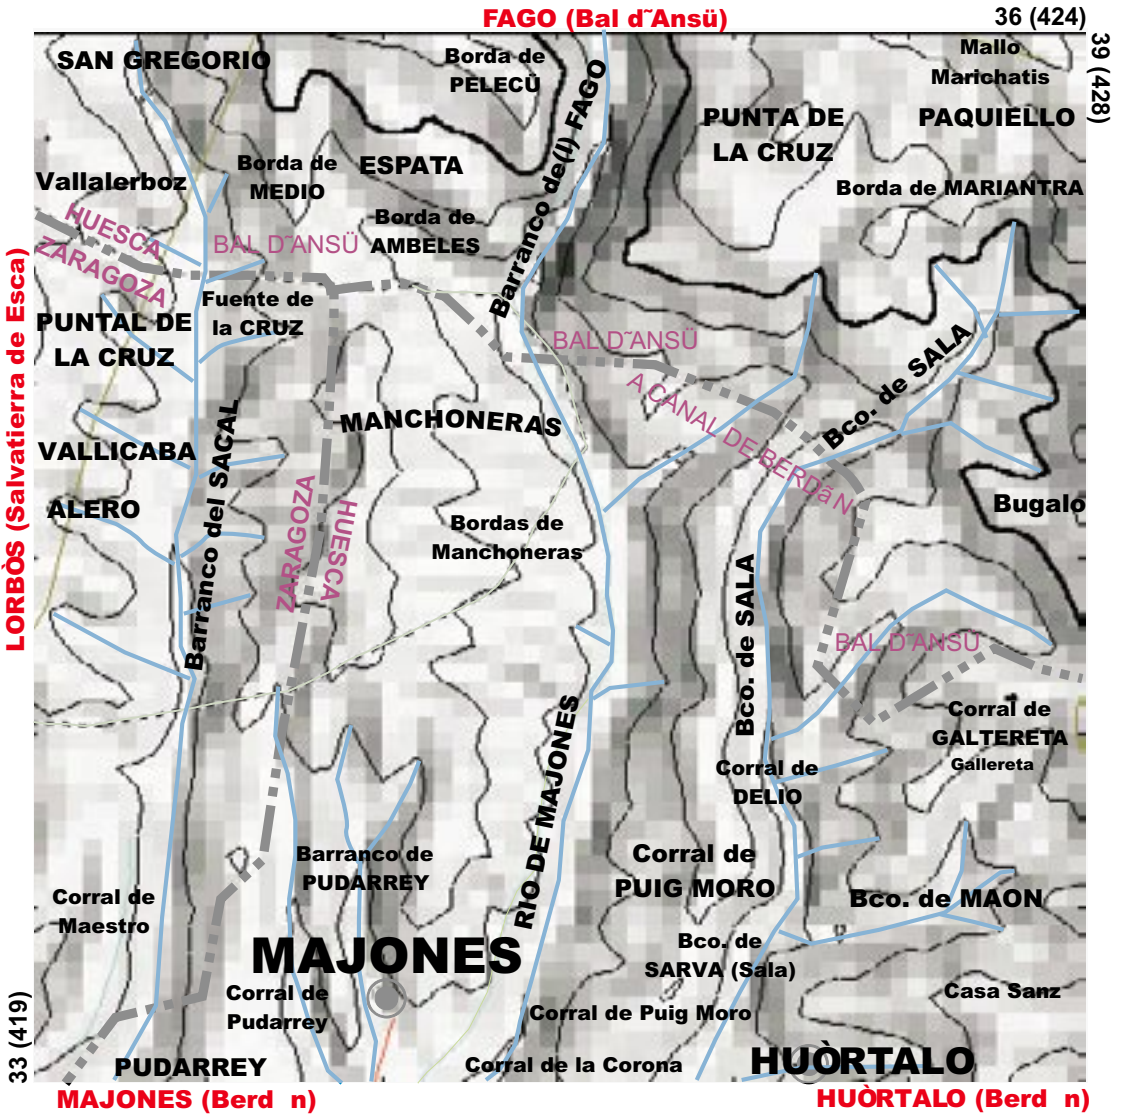 FAGO (Bal d˜Ansü)
36 (424)
39 (428)
SAN GREGORIO
Borda de
PELECÜ
Mallo
Marichatis
PUNTA DE
LA CRUZ
PAQUIELLO
Barranco de(l) FAGO
Borda de
MEDIO
ESPATA
Vallalerboz
Borda de MARIANTRA
HUESCA
ZARAGOZA
BAL D˜ANSÜ
Borda de
AMBELES
Fuente de
la CRUZ
PUNTAL DE
LA CRUZ
BAL D˜ANSÜ
A CANAL DE BERDãN
Bco. de SALA
LORBÒS (Salvatierra de Esca)
MANCHONERAS
VALLICABA
Barranco del SACAL
ALERO
ZARAGOZA
HUESCA
Bordas de
Manchoneras
Bugalo
Bco. de SALA
BAL D˜ANSÜ
Corral de
GALTERETA
Gallereta
RIO DE MAJONES
Corral de
DELIO
Barranco de
PUDARREY
Corral de
PUIG MORO
Corral de
Maestro
Bco. de MAON
MAJONES
Bco. de
SARVA (Sala)
Corral de
Pudarrey
Casa Sanz
Corral de Puig Moro
33 (419)
PUDARREY
Corral de la Corona
HUÒRTALO
MAJONES (Berd n)
HUÒRTALO (Berd n)